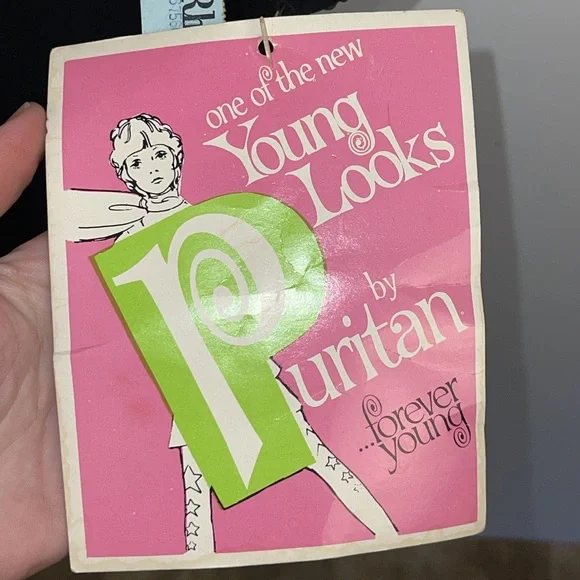 one of the new
Young
Looks
by
Puritan
...forever
young